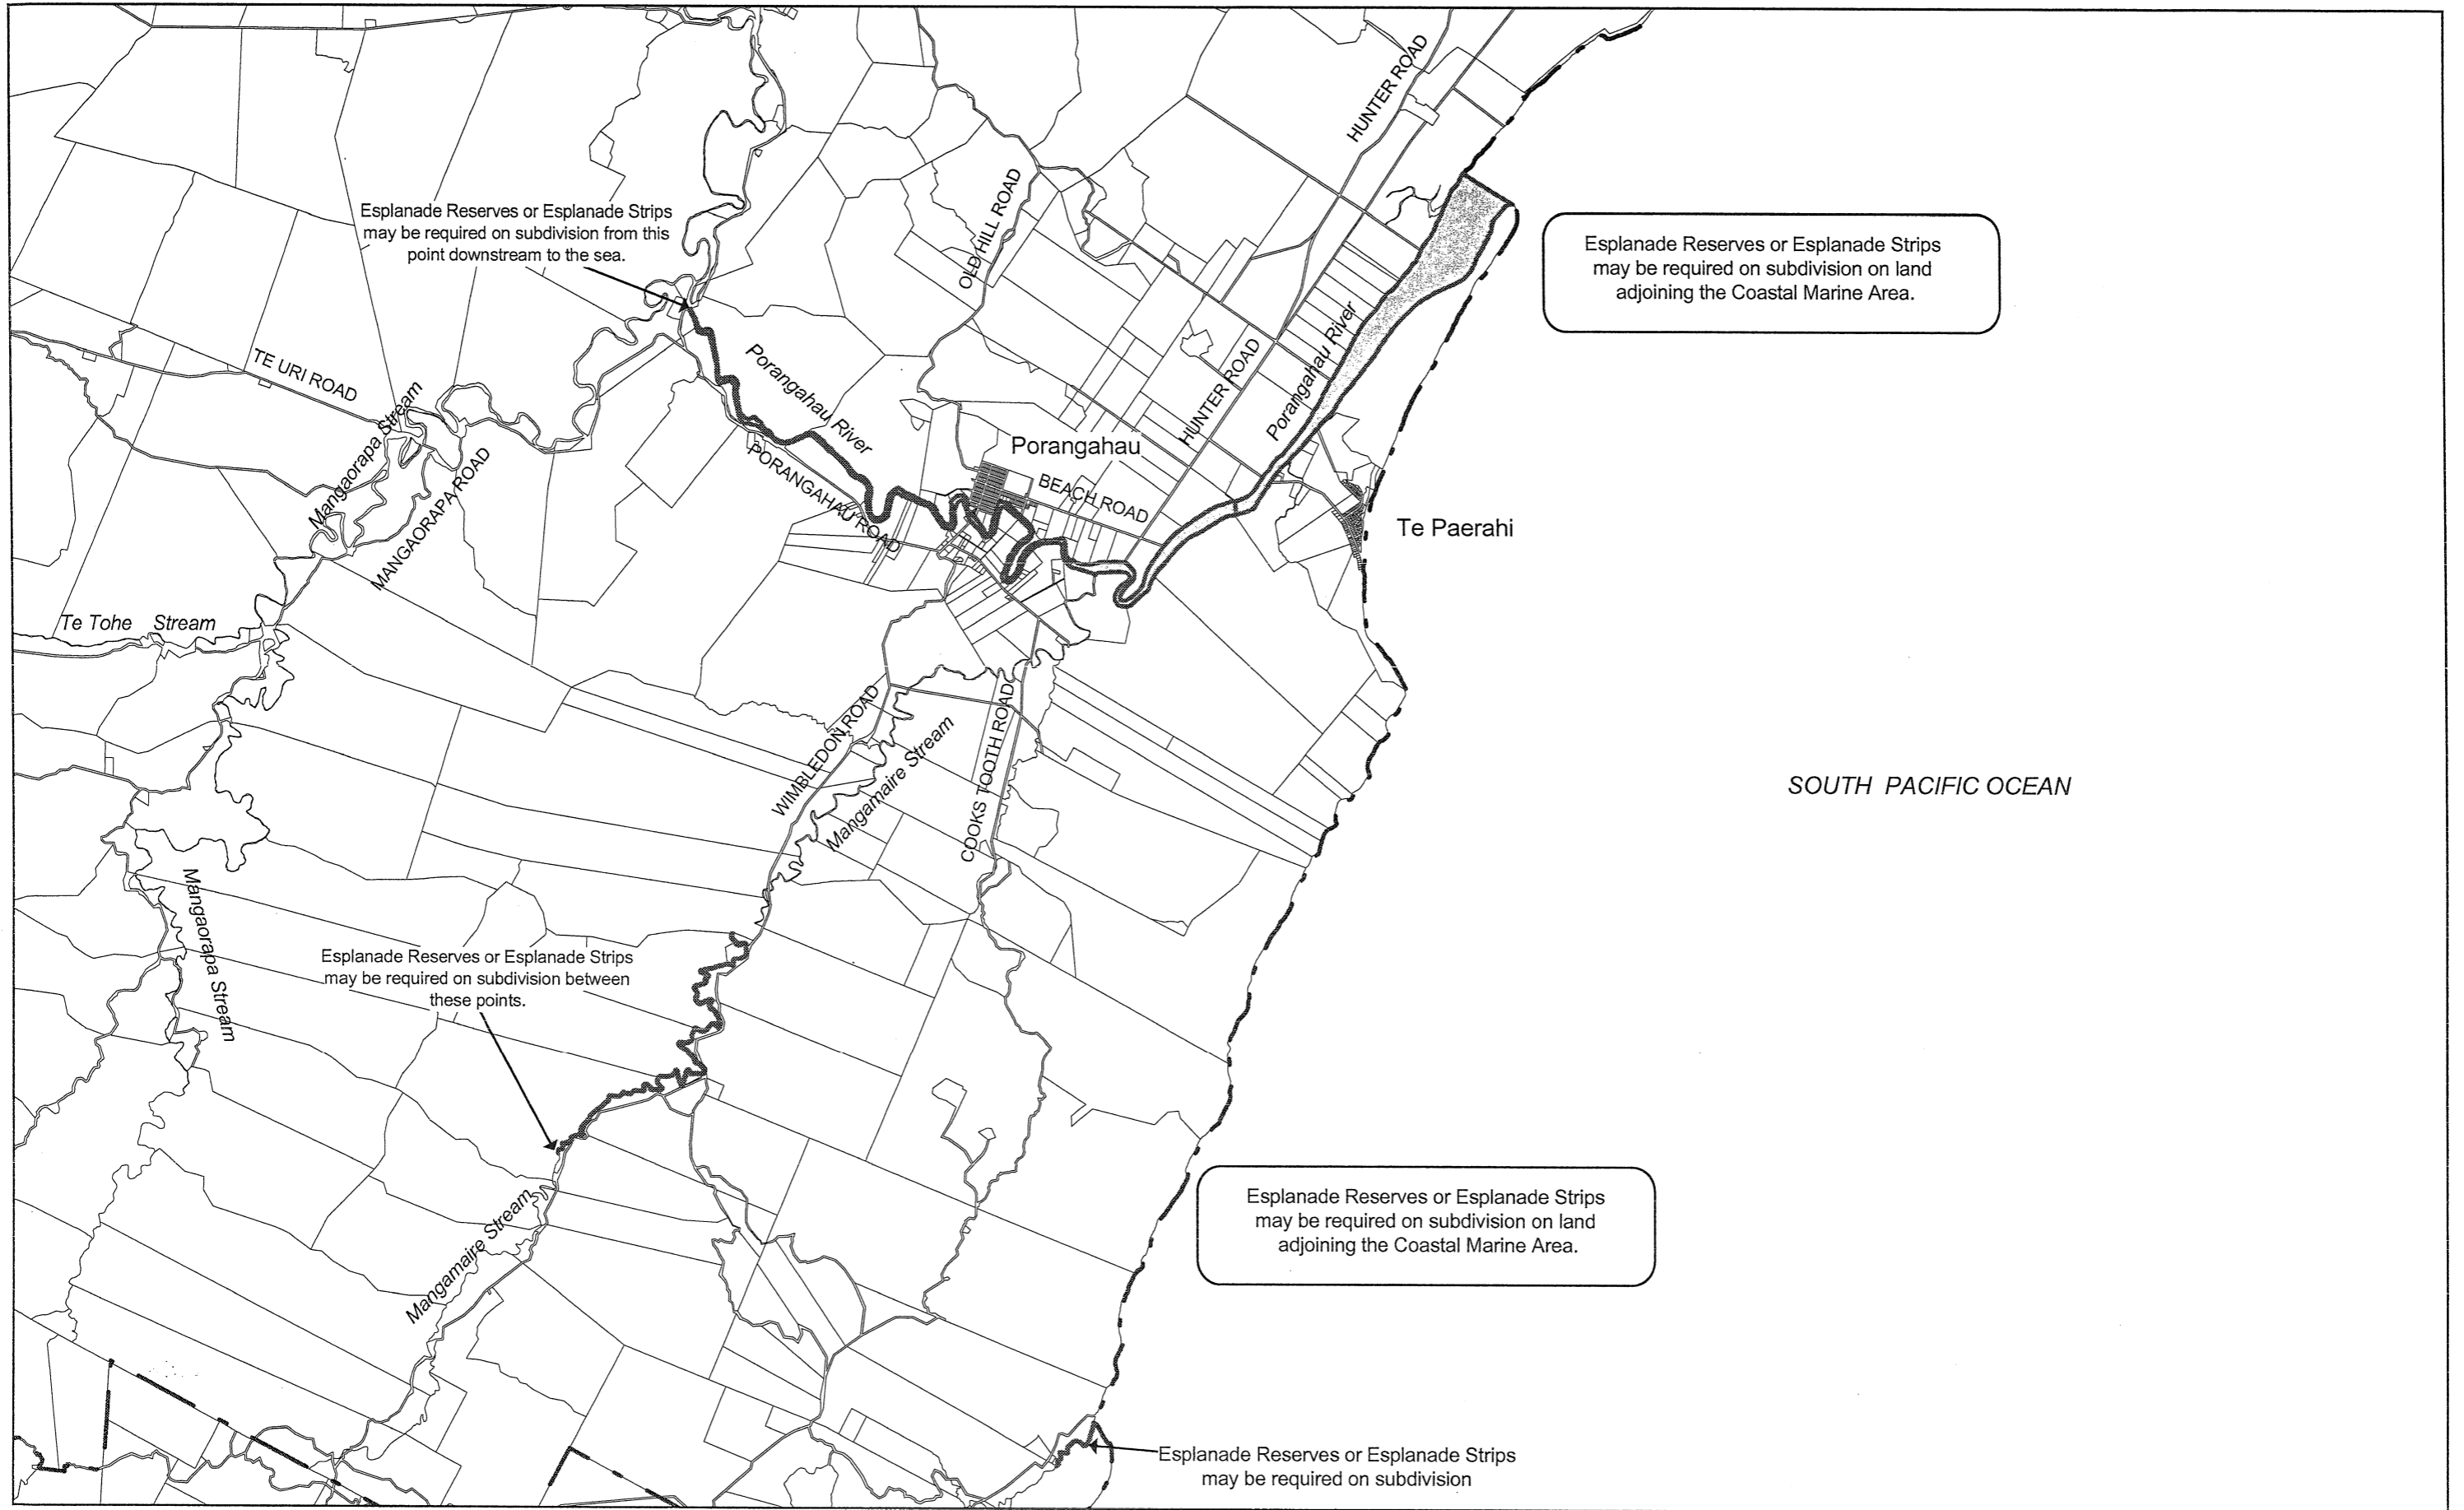 HUNTER ROAD
Esplanade Reserves or Esplanade Strips
may be required on subdivision from this
point downstream to the sea.
OLD HILL ROAD
Esplanade Reserves or Esplanade Strips
may be required on subdivision on land
adjoining the Coastal Marine Area.
TE URI ROAD
Porangahau River
Porangahau River
HUNTER ROAD
Mangaorapa Stream
MANGAORAPA ROAD
Porangahau
PORANGAHAU ROAD
BEACH ROAD
Te Paerahi
Te Tohe Stream
WIMBLEDON ROAD
Mangamaire Stream
COOKS TOOTH ROAD
SOUTH PACIFIC OCEAN
Mangaorapa Stream
Esplanade Reserves or Esplanade Strips
may be required on subdivision between
these points.
Mangamaire Stream
Esplanade Reserves or Esplanade Strips
may be required on subdivision on land
adjoining the Coastal Marine Area.
Esplanade Reserves or Esplanade Strips
may be required on subdivision